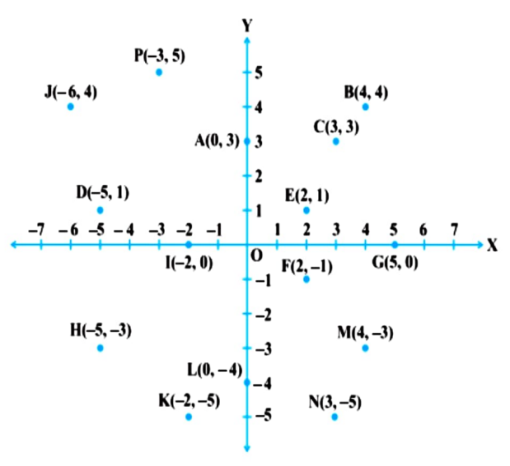 Y
P(−3, 5)
5
J(−6, 4)
4
B(4, 4)
C(3, 3)
A(0, 3)
3
2
D(−5, 1)
E(2, 1)
1
−7 −6 −5 −4 −3 −2 −1
1 2 3 4 5 6 7
X
O
I(−2, 0)
F(2, −1)
G(5, 0)
−1
−2
H(−5, −3)
−3
M(4, −3)
L(0, −4)
−4
K(−2, −5)
−5
N(3, −5)